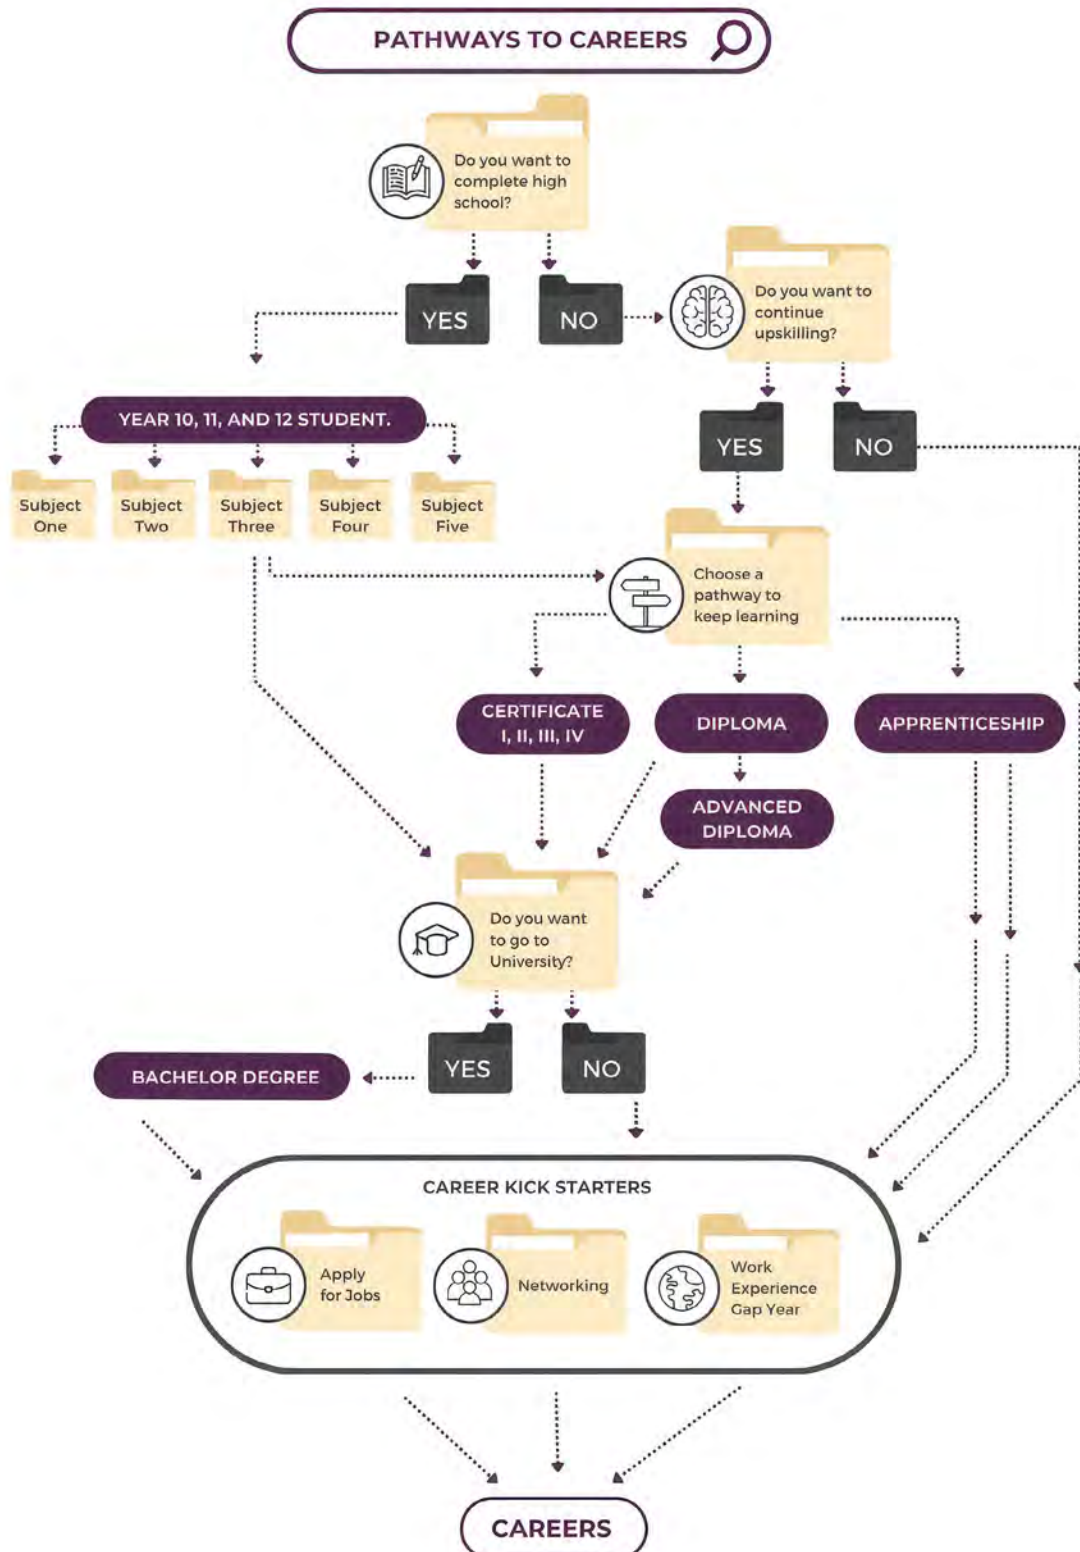 PATHWAYS TO CAREERS
Do you want to
complete high
school?
YES
NO
Do you want to
continue
upskilling?
YES
NO
YEAR 10, 11, AND 12 STUDENT.
Subject
One
Subject
Two
Subject
Three
Subject
Four
Subject
Five
Choose a
pathway to
keep learning
CERTIFICATE
I, II, III, IV
DIPLOMA
APPRENTICESHIP
ADVANCED
DIPLOMA
Do you want
to go to
University?
YES
NO
BACHELOR DEGREE
CAREER KICK STARTERS
Apply
for Jobs
Networking
Work
Experience
Gap Year
CAREERS